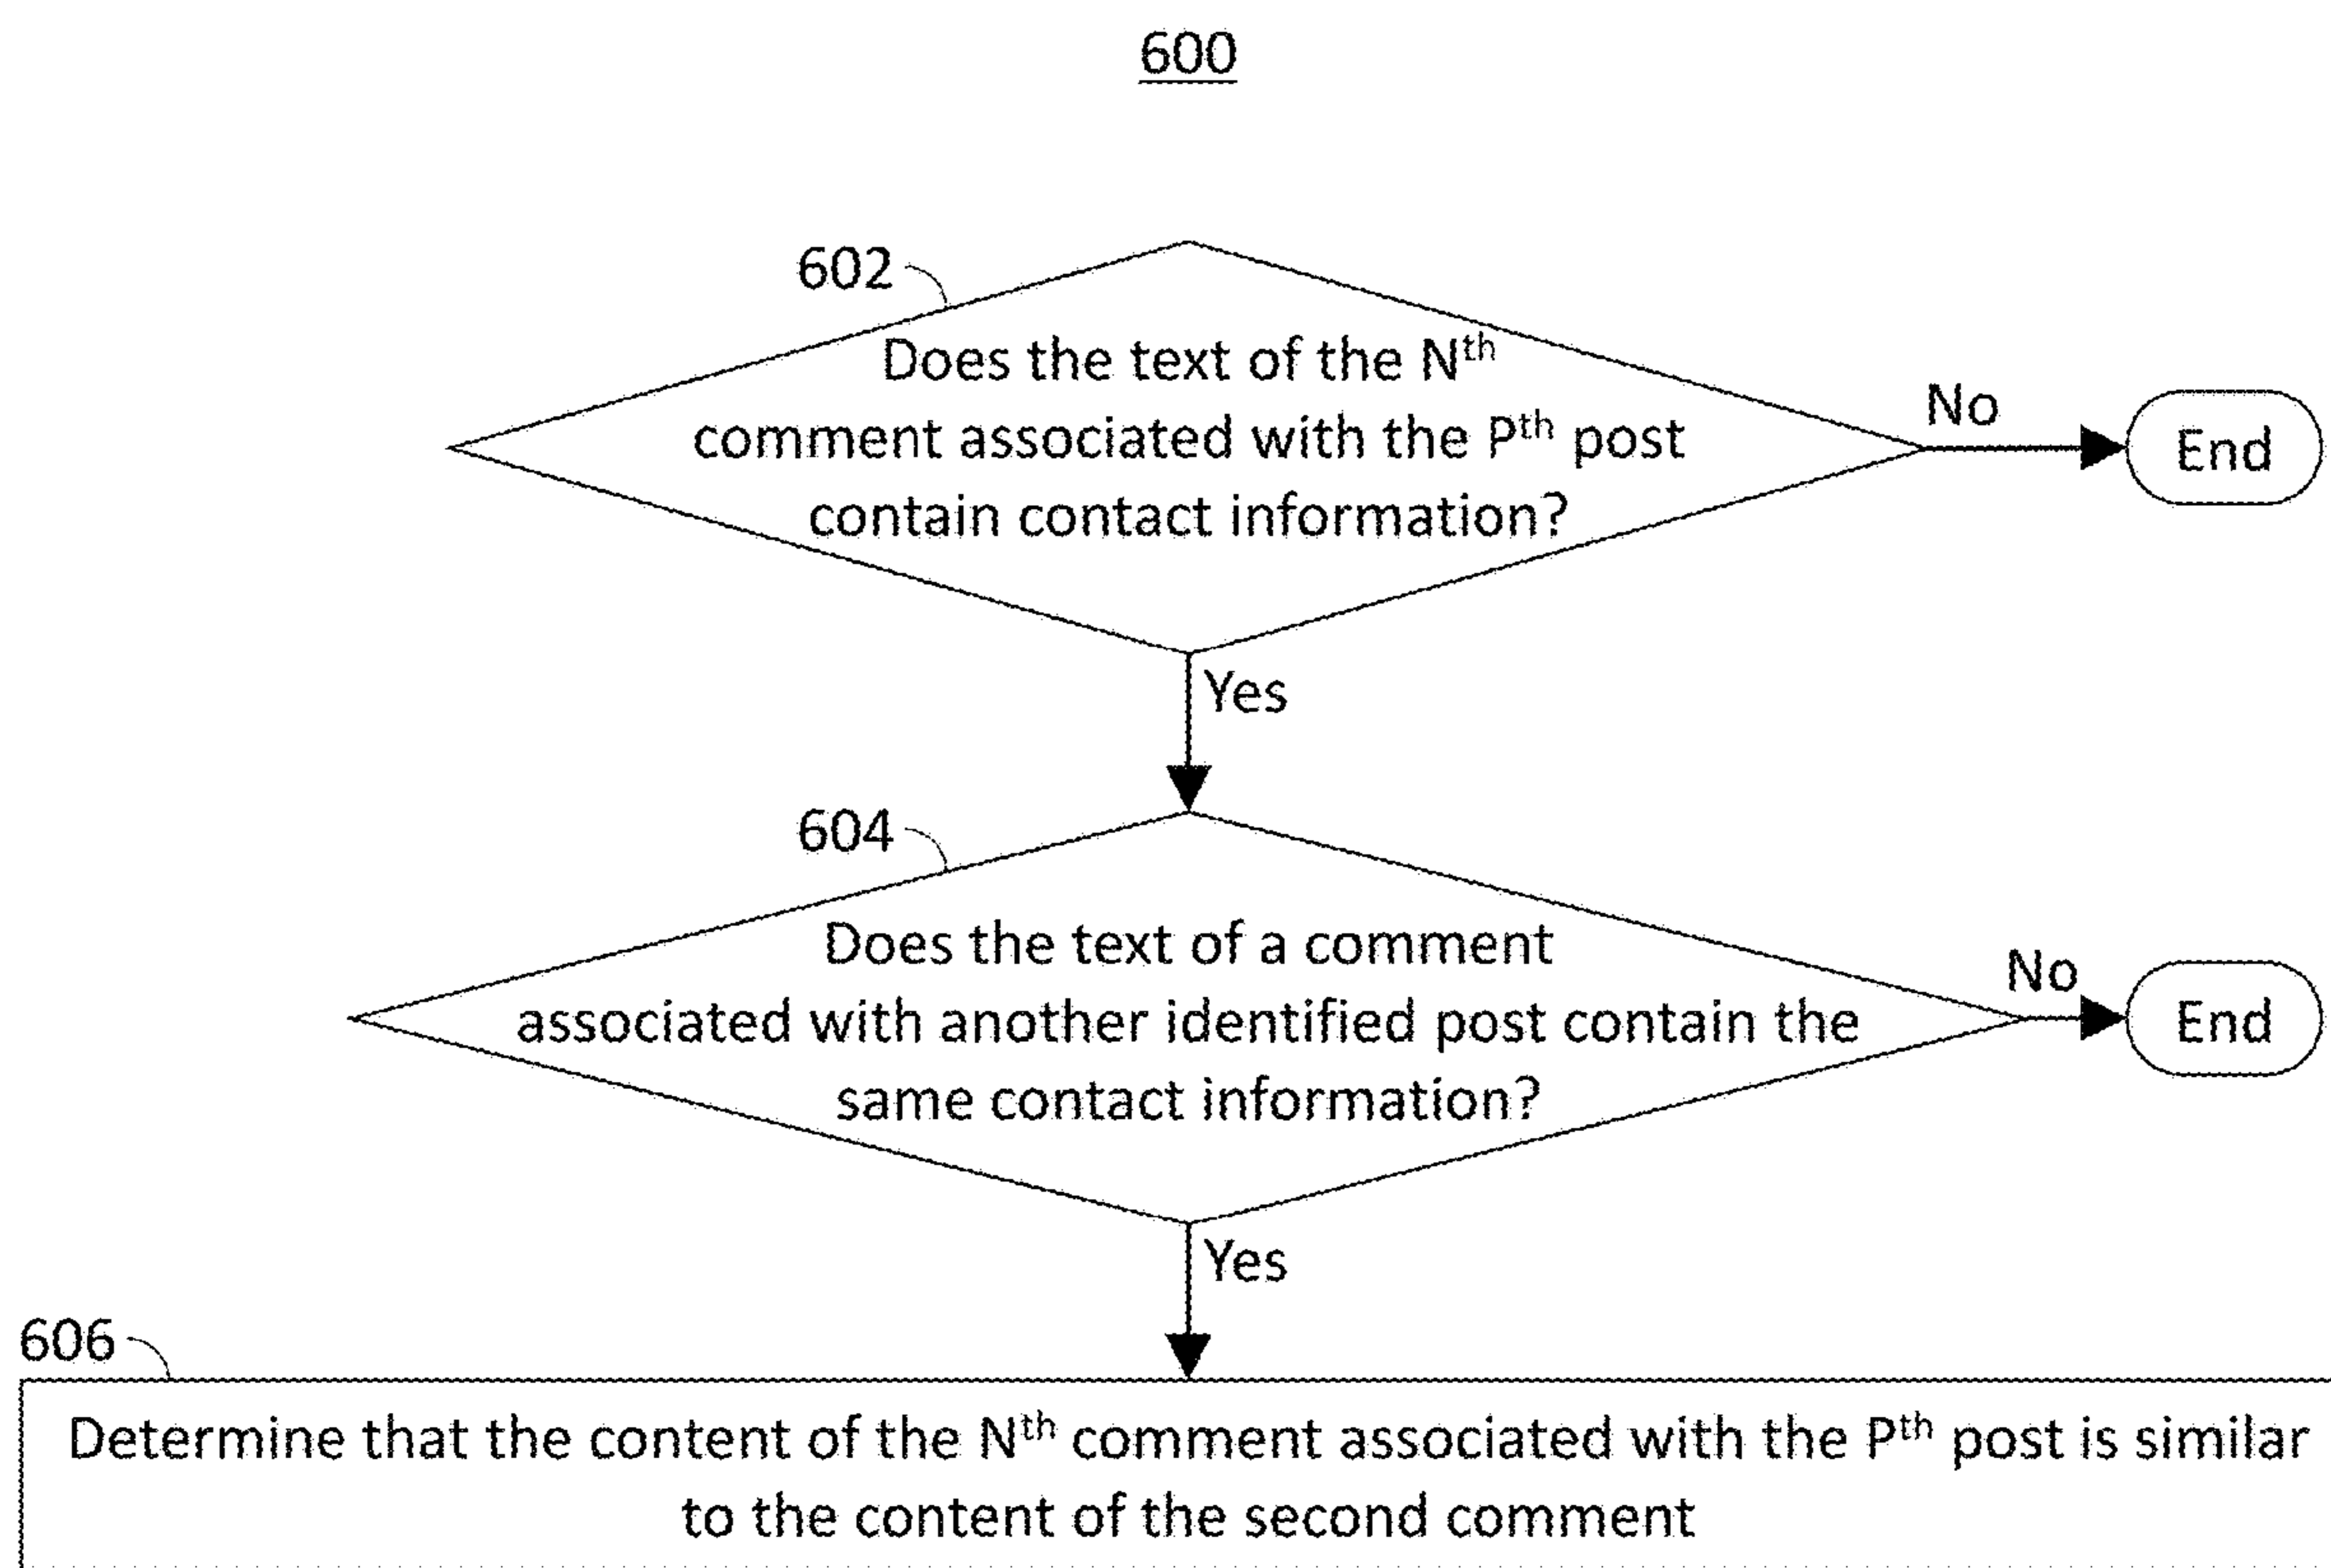 600
602
Does the text of the Nth
comment associated with the Pth post
contain contact information?
No
End
Yes
604
Does the text of a comment
associated with another identified post contain the
same contact information?
No
End
Yes
606
Determine that the content of the Nth comment associated with the Pth post is similar
to the content of the second comment